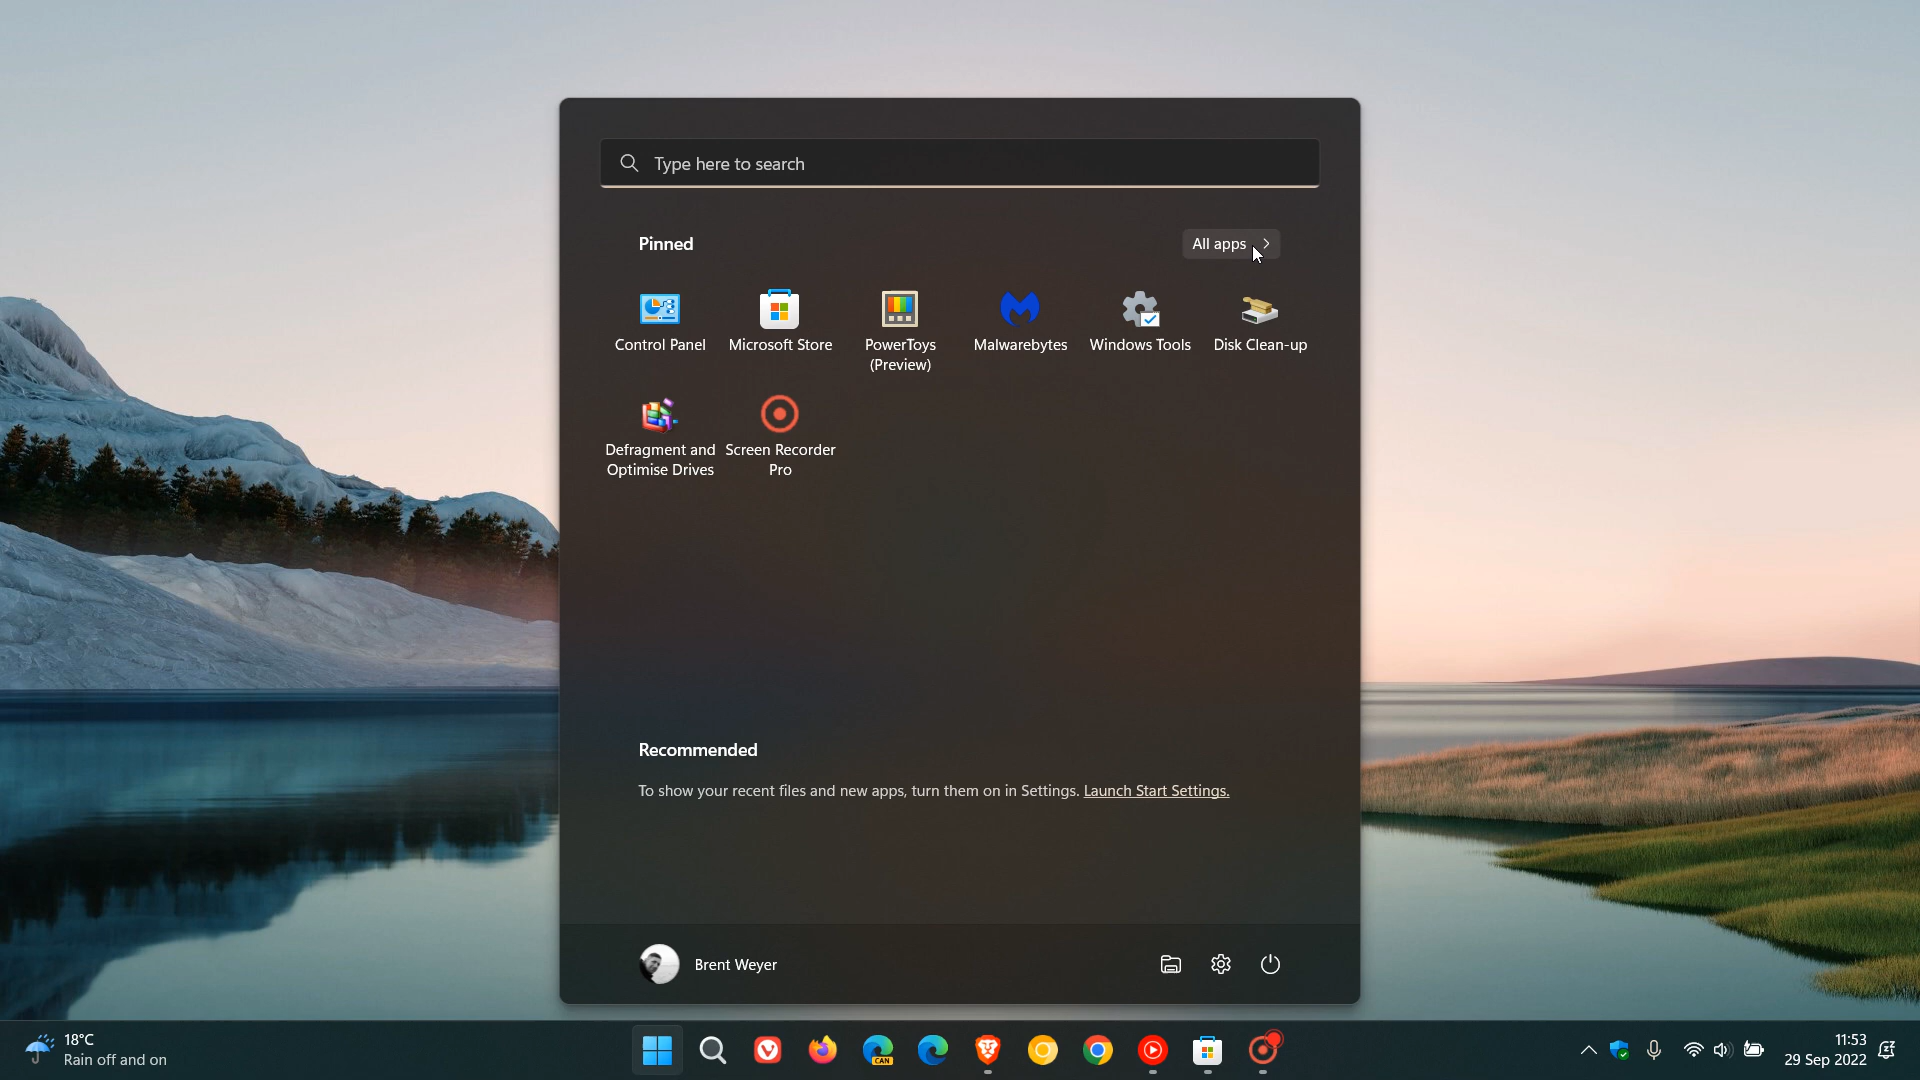 Type here to search
Pinned
All apps
Control Panel
Microsoft Store
PowerToys
(Preview)
Malwarebytes
Windows Tools
Disk Clean-up
Defragment and
Optimise Drives
Screen Recorder
Pro
Recommended
To show your recent files and new apps, turn them on in Settings. Launch Start Settings.
Brent Weyer
18°C
Rain off and on
CAN
11:53
29 Sep 2022